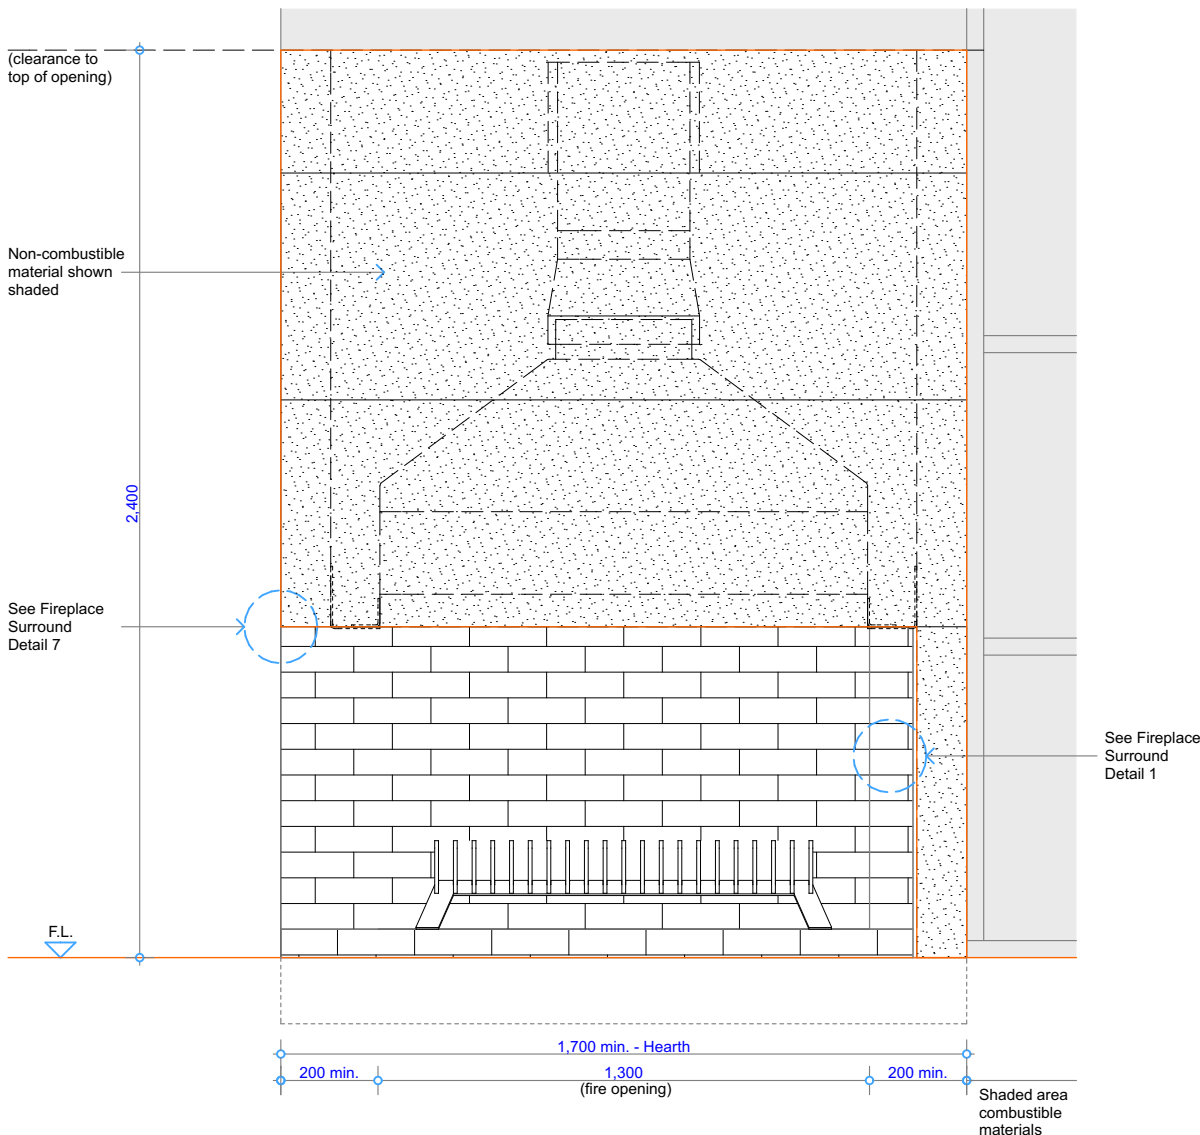 (clearance to
top of opening)
Non-combustible
material shown
shaded
2,400
See Fireplace
Surround
Detail 7
See Fireplace
Surround
Detail 1
F.L.
1,700 min. - Hearth
200 min.
1,300
200 min.
(fire opening)
Shaded area
combustible
materials